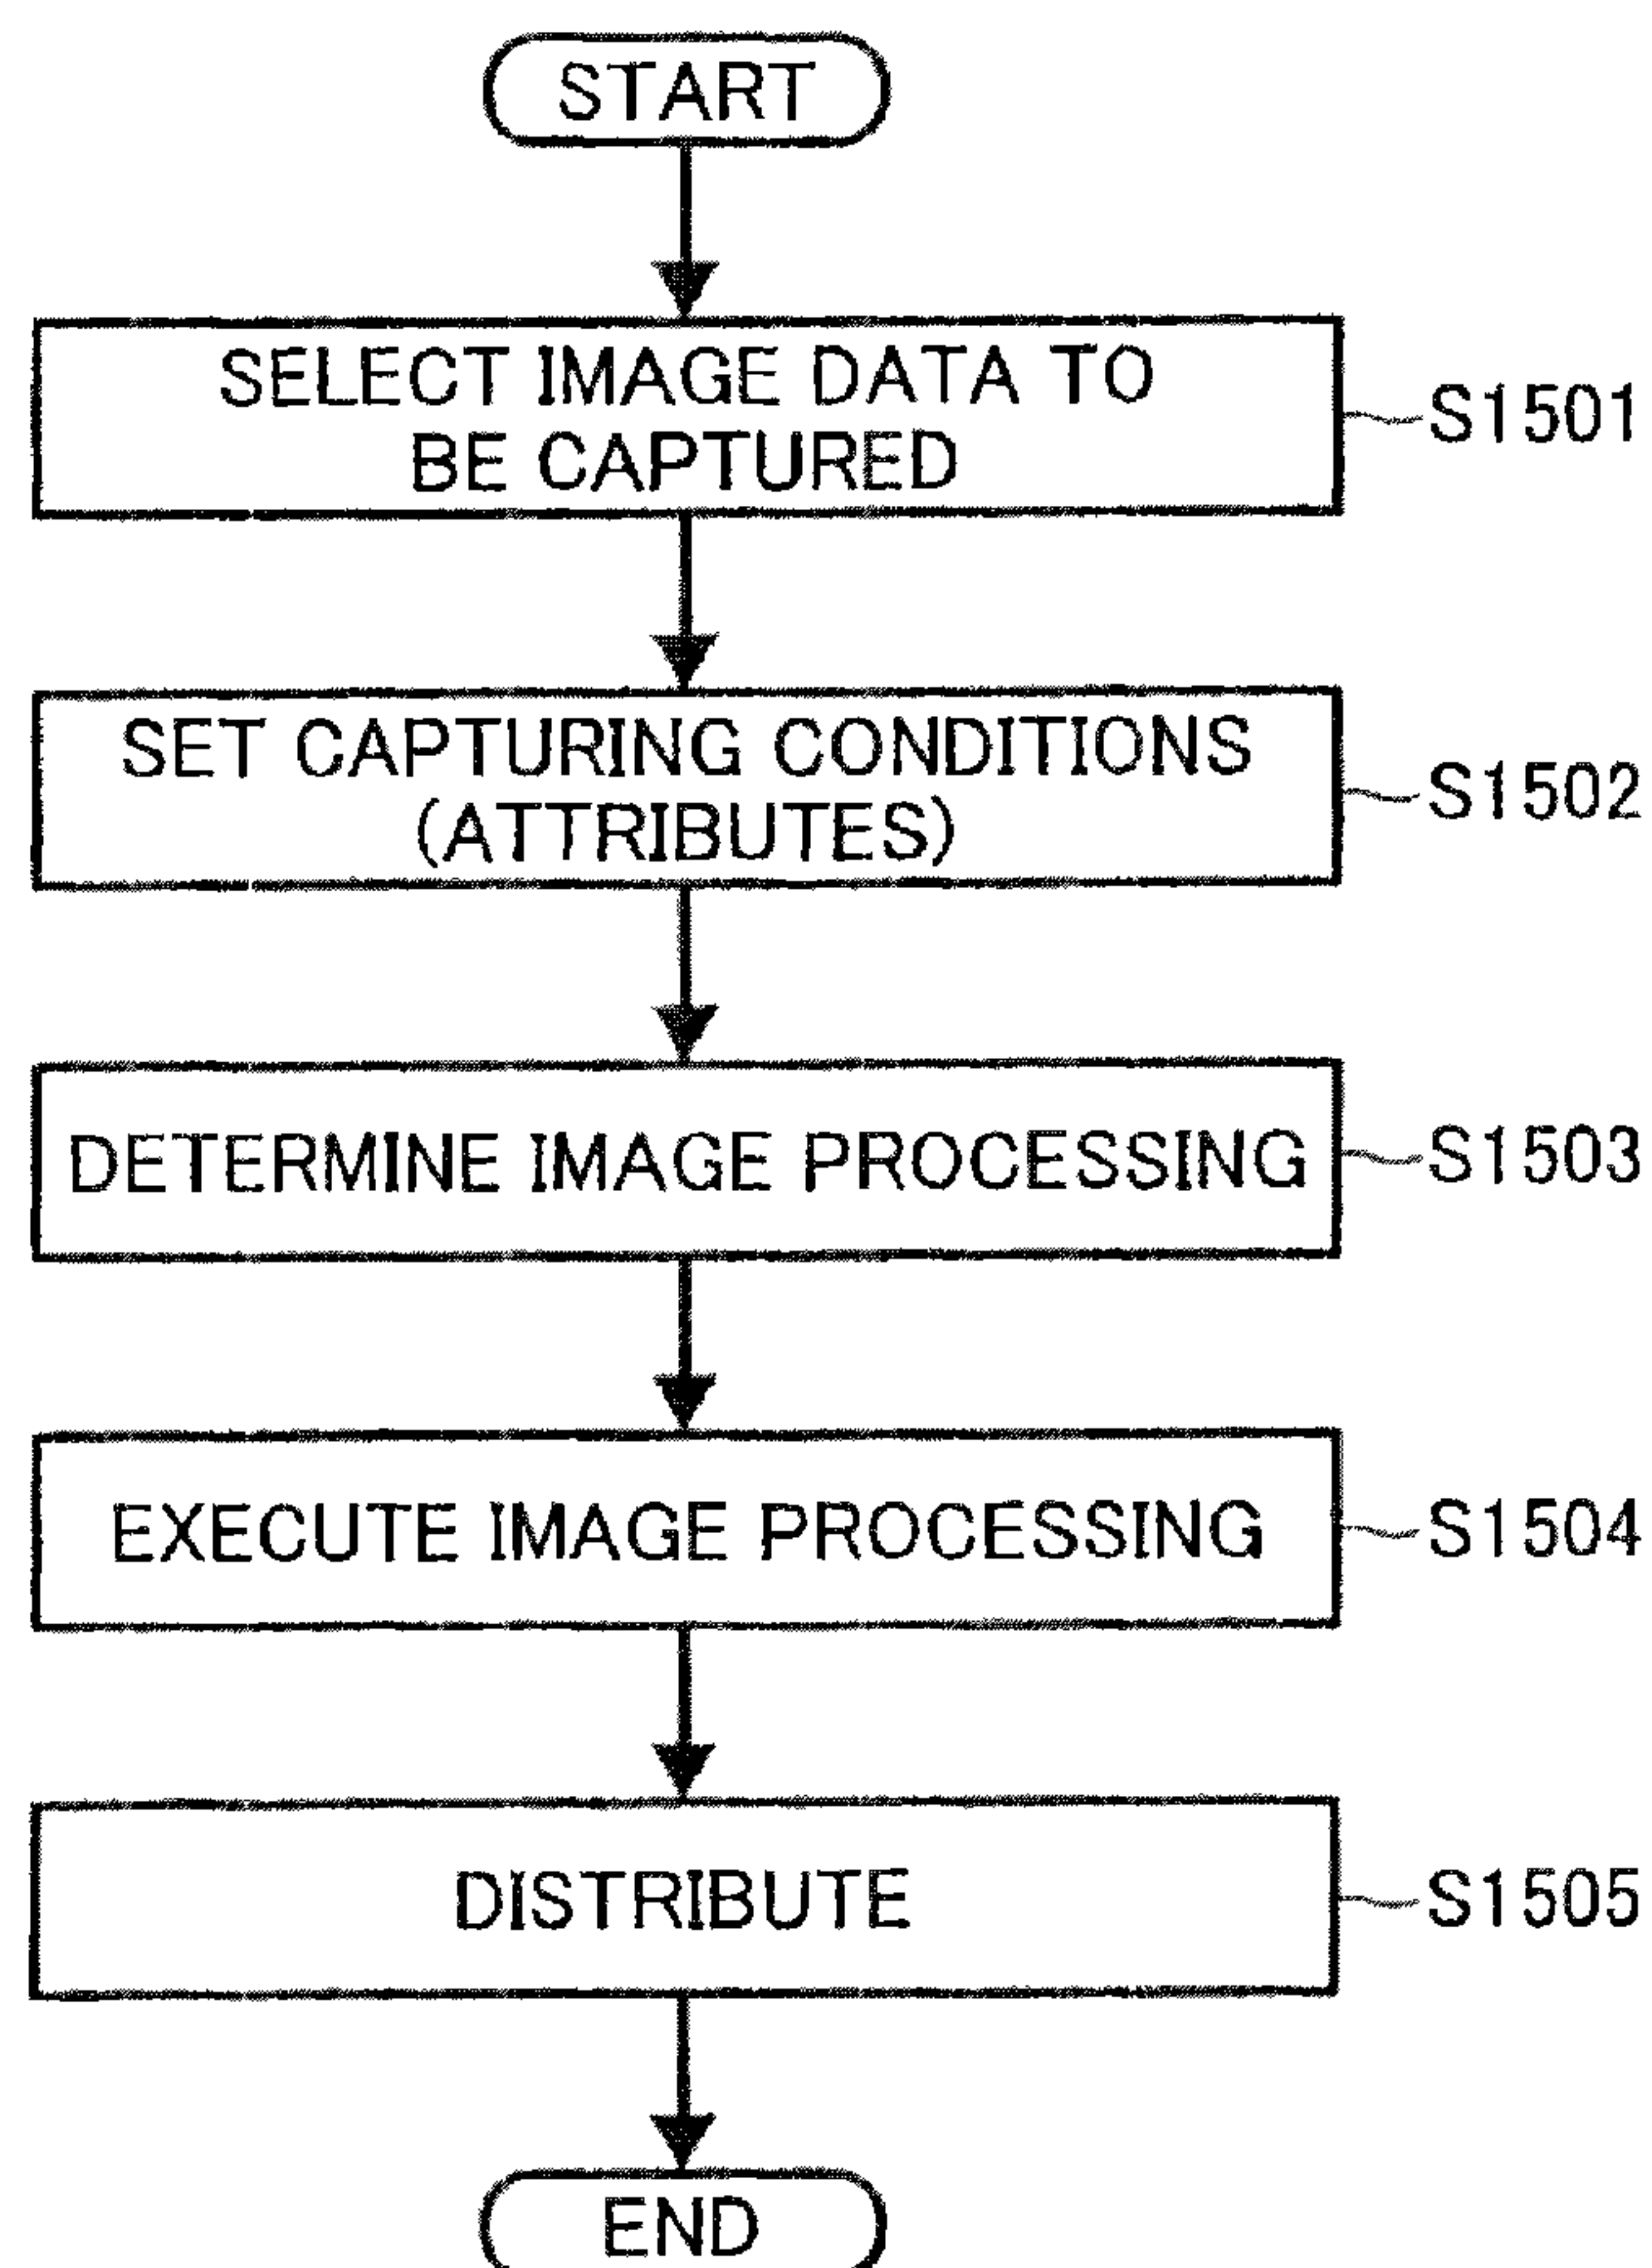 START
SELECT IMAGE DATA TO
BE CAPTURED
S1501
SET CAPTURING CONDITIONS
(ATTRIBUTES)
S1502
DETERMINE IMAGE PROCESSING
S1503
EXECUTE IMAGE PROCESSING
S1504
DISTRIBUTE
S1505
END